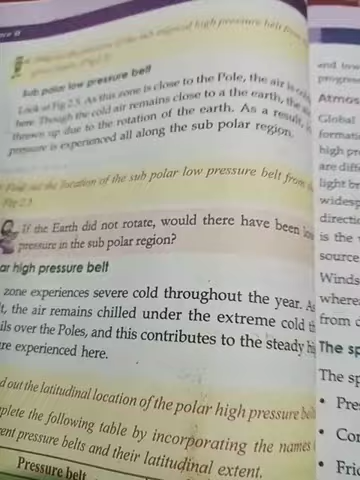 of high pressure belt from
Sub polar low pressure belt
Look at Fig 2.5. As this zone is close to the Pole, the air is
here. Though the cold air remains close to a the earth, the
thrown up due to the rotation of the earth. As a result,
pressure is experienced all along the sub polar region.
out the location of the sub polar low pressure belt from
Fig 2.5
If the Earth did not rotate, would there have been
pressure in the sub polar region?
ar high pressure belt
zone experiences severe cold throughout the year. As
t, the air remains chilled under the extreme cold
ils over the Poles, and this contributes to the steady
re experienced here.
d out the latitudinal location of the polar high pressure
plete the following table by incorporating the names
ent pressure belts and their latitudinal extent.
Pressure belt
and low
progres
Atmo
Global
format
high pr
are diff
light br
widesp
directi
is the
source
Winds
where
from
The sp
The sp
• Pre
• Cor
• Fric